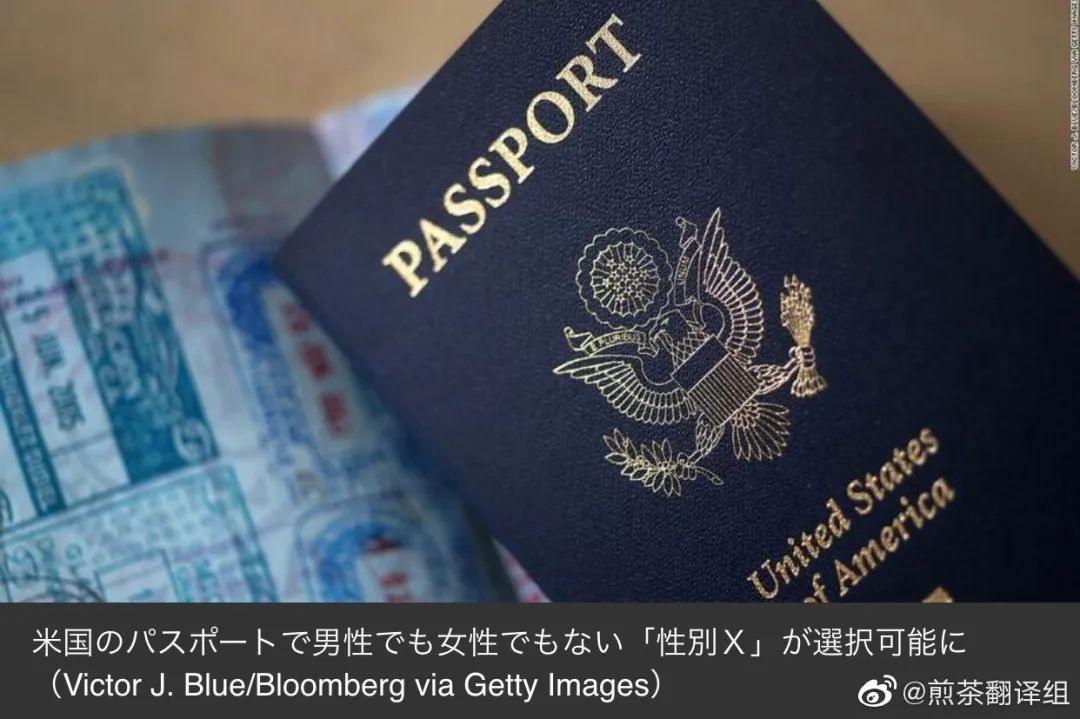 VICTOR J. BLUE/BLOOMBERG VIA GETTY IMAGES
PASSPORT
E PLURIBUS
United States
of America
米国のパスポートで男性でも女性でもない「性別Ｘ」が選択可能に
（Victor J. Blue/Bloomberg via Getty Images）
@煎茶翻译组